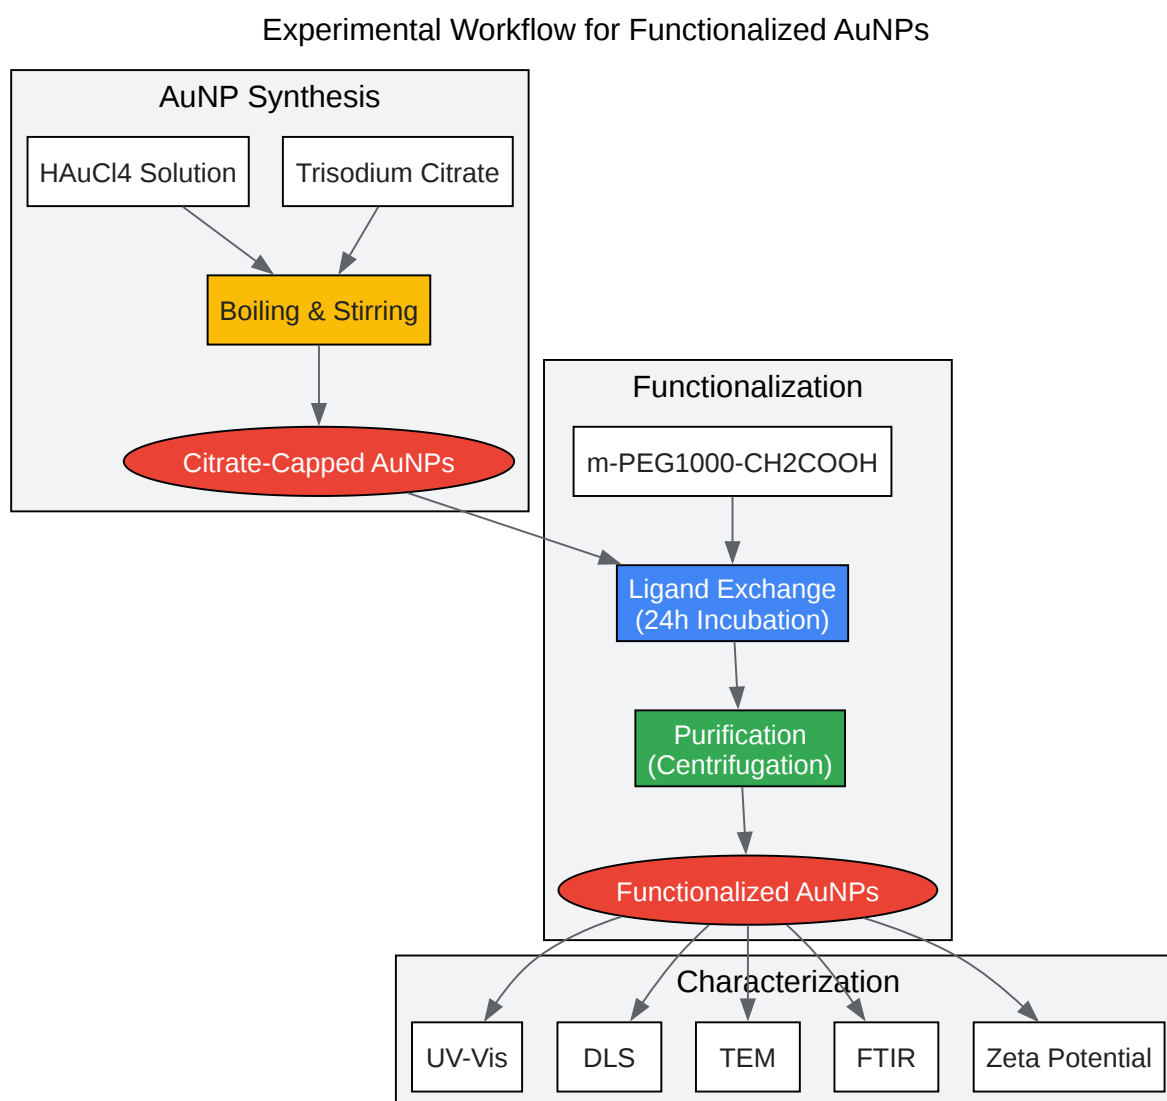 Experimental Workflow for Functionalized AuNPs
AuNP Synthesis
HAuCl4 Solution
Trisodium Citrate
Boiling & Stirring
Citrate-Capped AuNPs
Functionalization
m-PEG1000-CH2COOH
Ligand Exchange
(24h Incubation)
Purification
(Centrifugation)
Functionalized AuNPs
Characterization
UV-Vis
DLS
TEM
FTIR
Zeta Potential